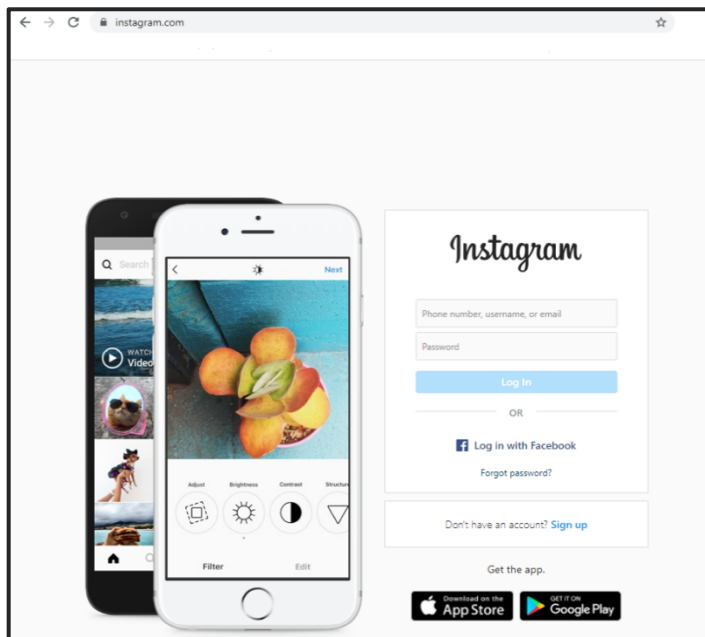 instagram.com
Search
Next
WATCH
Video
Adjust
Brightness
Contrast
Structure
Filter
Edit
Instagram
Phone number, username, or email
Password
Log In
OR
Log in with Facebook
Forgot password?
Don't have an account? Sign up
Get the app.
Download on the
App Store
GET IT ON
Google Play